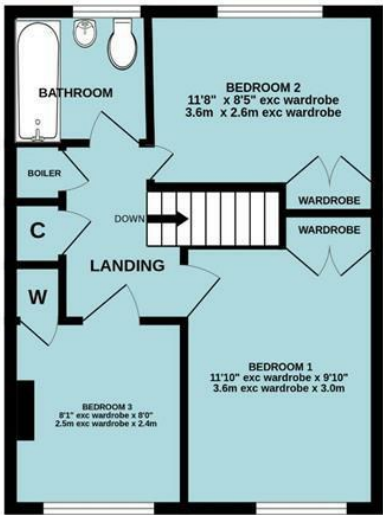 BATHROOM
BEDROOM 2
11'8" x 8'5" exc wardrobe
3.6m x 2.6m exc wardrobe
BOILER
WARDROBE
C
DOWN
WARDROBE
LANDING
W
BEDROOM 1
11'10" exc wardrobe x 9'10"
3.6m exc wardrobe x 3.0m
BEDROOM 3
8'1" exc wardrobe x 8'0"
2.5m exc wardrobe x 2.4m